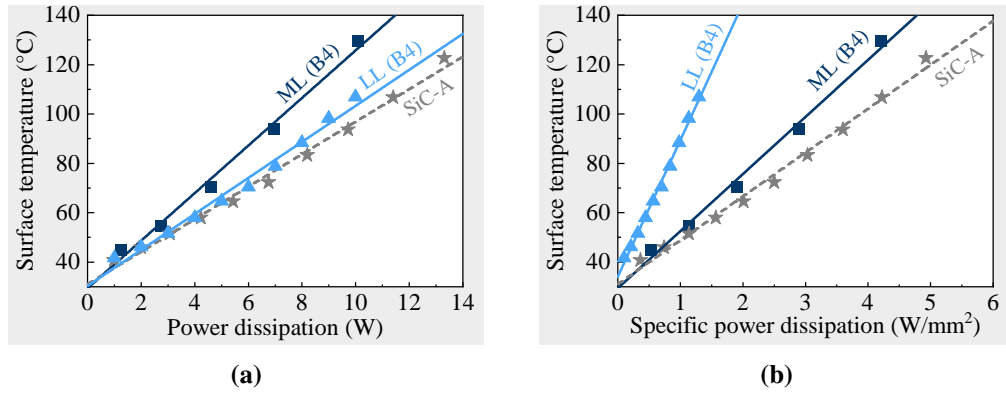 140
120
100
80
60
40
Surface temperature (°C)
ML (B4)
LL (B4)
SiC-A
0 2 4 6 8 10 12 14
Power dissipation (W)
(a)
140
120
100
80
60
40
Surface temperature (°C)
LL (B4)
ML (B4)
SiC-A
0 1 2 3 4 5 6
Specific power dissipation (W/mm²)
(b)